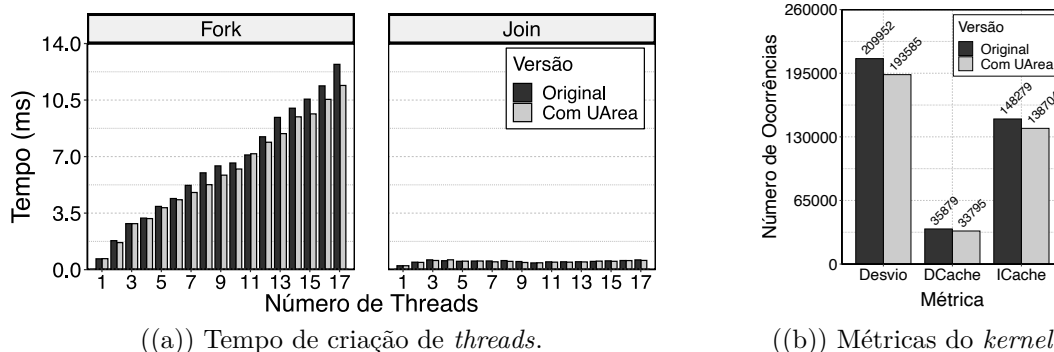 Fork
Join
14.0
10.5
7.0
3.5
0.0
Tempo (ms)
Versão
Original
Com UArea
1 3 5 7 9 11 13 15 17
1 3 5 7 9 11 13 15 17
Número de Threads
((a)) Tempo de criação de threads.
260000
195000
130000
65000
0
Número de Ocorrências
Versão
Original
Com UArea
209952
193585
35879
33795
148279
Desvio DCache ICache
Métrica
((b)) Métricas do kernel